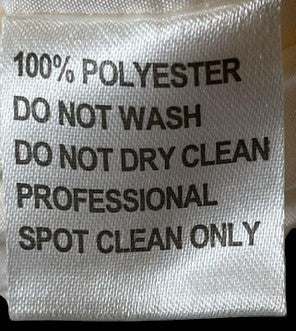 100% POLYESTER
DO NOT WASH
DO NOT DRY CLEAN
PROFESSIONAL
SPOT CLEAN ONLY